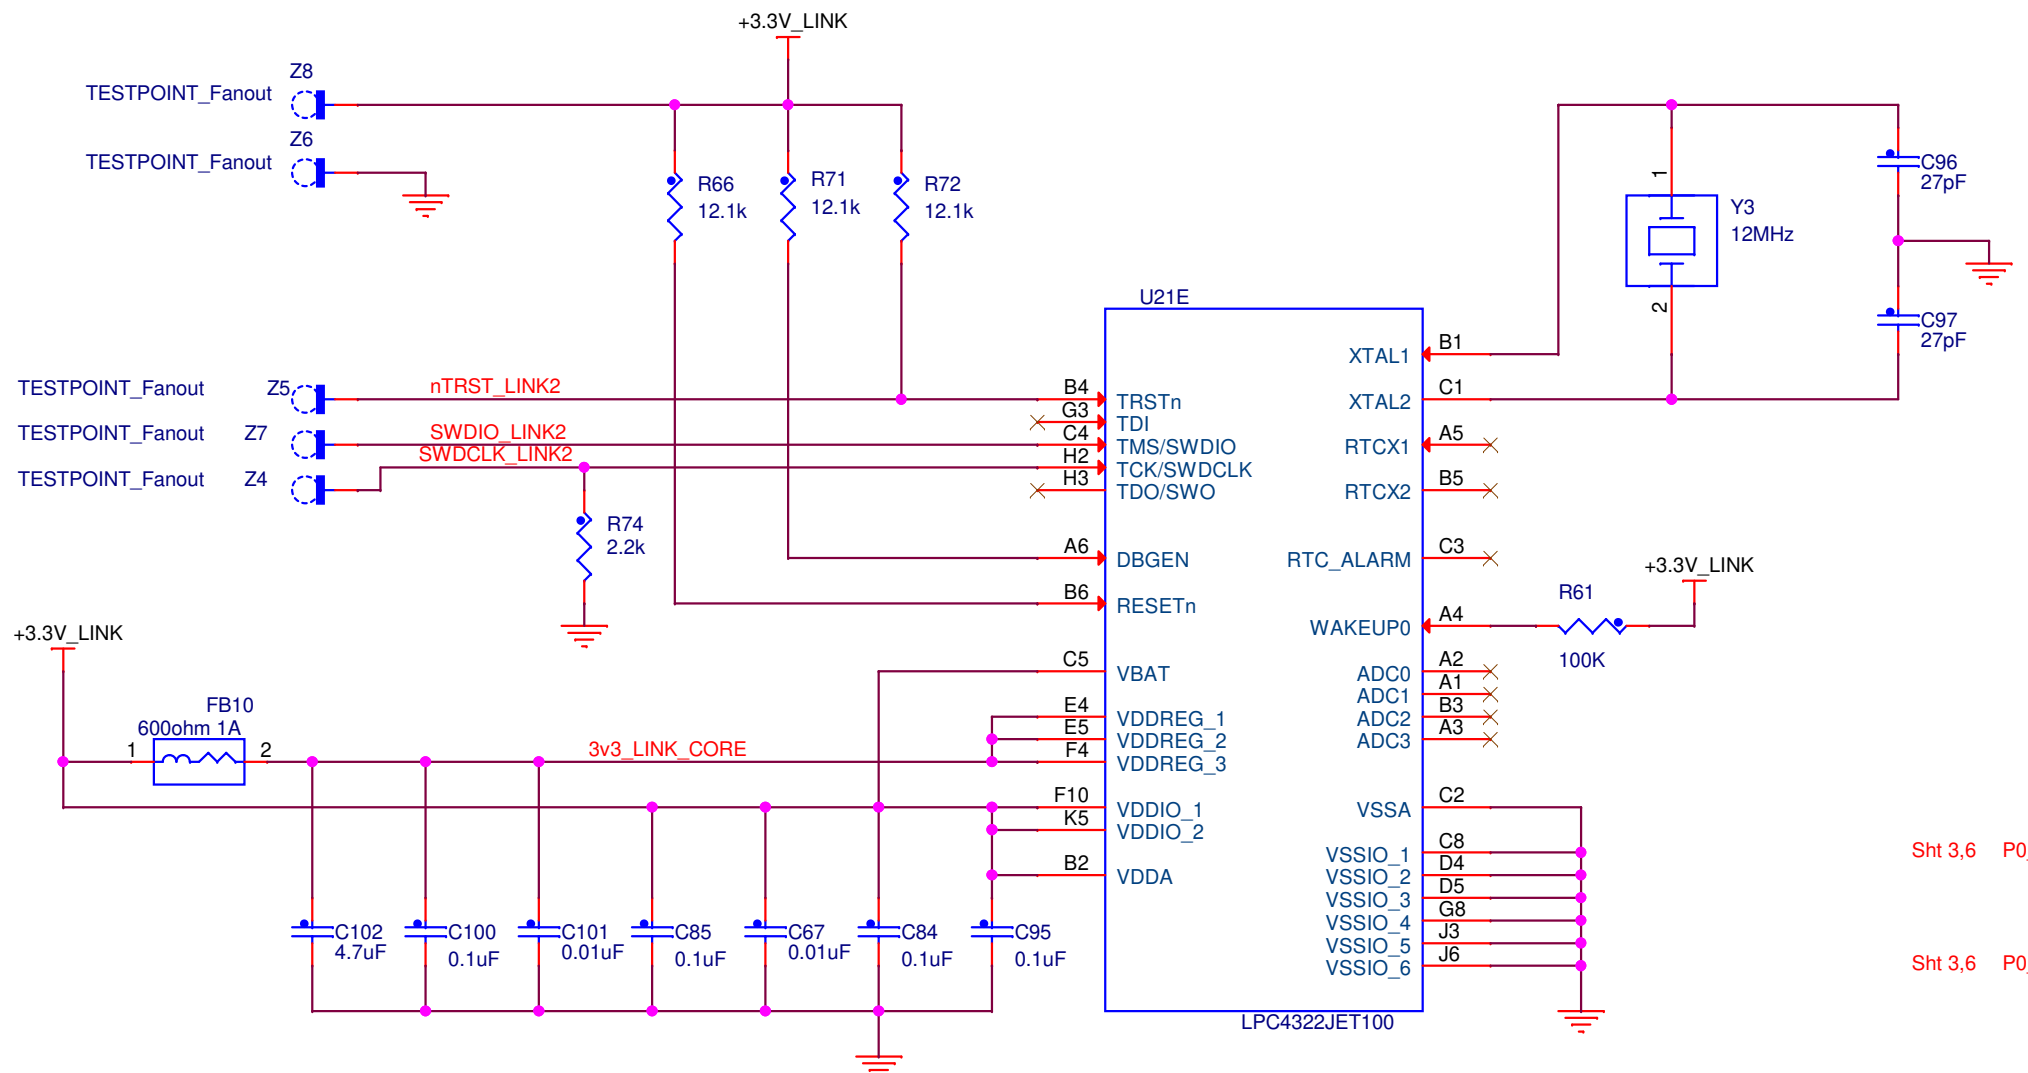 +3.3V_LINK
Z8
TESTPOINT_Fanout
Z6
TESTPOINT_Fanout
R66
12.1k
R71
12.1k
R72
12.1k
1
2
Y3
12MHz
C96
27pF
C97
27pF
U21E
TESTPOINT_Fanout
Z5
nTRST_LINK2
TESTPOINT_Fanout
Z7
SWDIO_LINK2
SWDCLK_LINK2
TESTPOINT_Fanout
Z4
R74
2.2k
B4
TRSTn
G3
TDI
C4
TMS/SWDIO
H2
TCK/SWDCLK
H3
TDO/SWO
A6
DBGEN
B6
RESETn
C5
VBAT
E4
VDDREG_1
E5
VDDREG_2
F4
VDDREG_3
F10
VDDIO_1
K5
VDDIO_2
B2
VDDA
XTAL1
B1
XTAL2
C1
RTCX1
A5
RTCX2
B5
RTC_ALARM
C3
WAKEUP0
A4
ADC0
A2
ADC1
A1
ADC2
B3
ADC3
A3
VSSA
C2
VSSIO_1
C8
VSSIO_2
D4
VSSIO_3
D5
VSSIO_4
G8
VSSIO_5
J3
VSSIO_6
J6
LPC4322JET100
R61
100K
+3.3V_LINK
+3.3V_LINK
FB10
600ohm 1A
1
2
3v3_LINK_CORE
C102
4.7uF
C100
0.1uF
C101
0.01uF
C85
0.1uF
C67
0.01uF
C84
0.1uF
C95
0.1uF
Sht 3,6 P0
Sht 3,6 P0